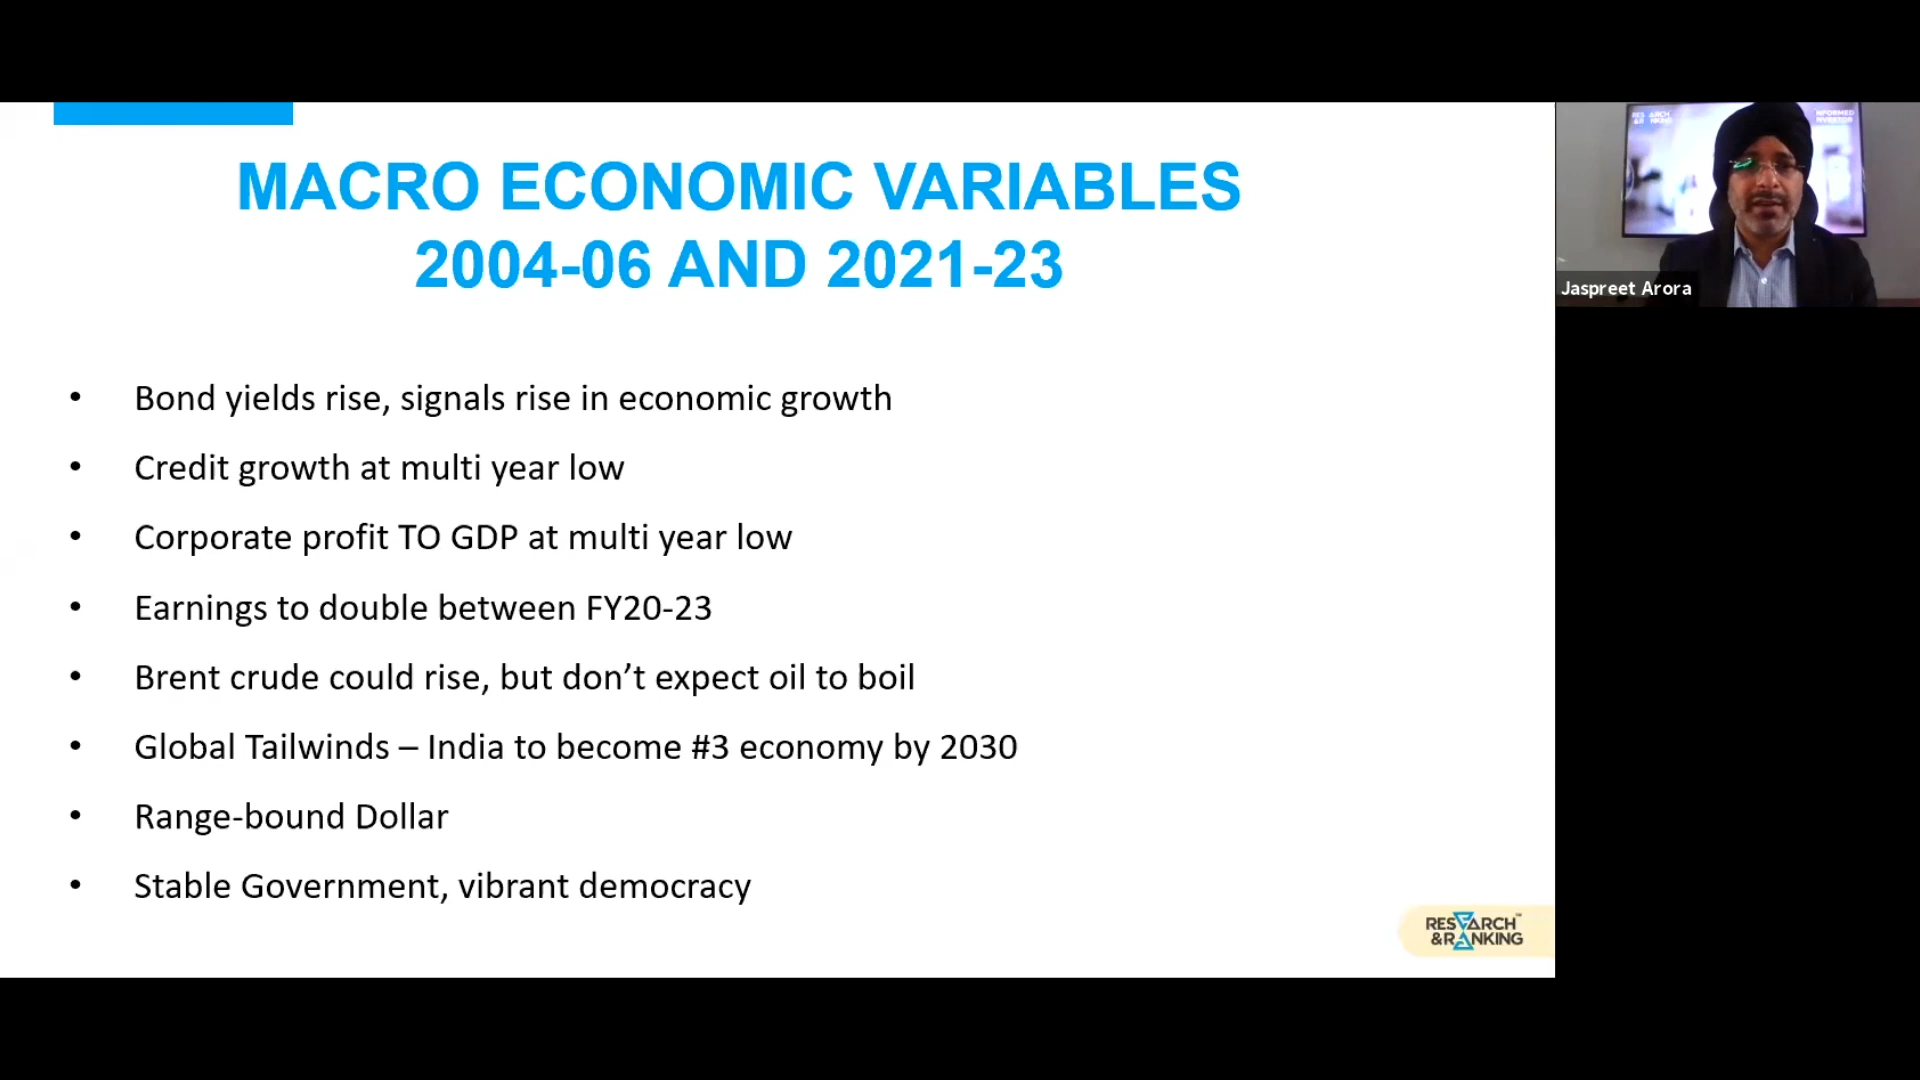 MACRO ECONOMIC VARIABLES
2004-06 AND 2021-23
• Bond yields rise, signals rise in economic growth
• Credit growth at multi year low
• Corporate profit TO GDP at multi year low
• Earnings to double between FY20-23
• Brent crude could rise, but don’t expect oil to boil
• Global Tailwinds – India to become #3 economy by 2030
• Range-bound Dollar
• Stable Government, vibrant democracy
RESEARCH
&RANKING
INFORMED
INVESTOR
Jaspreet Arora